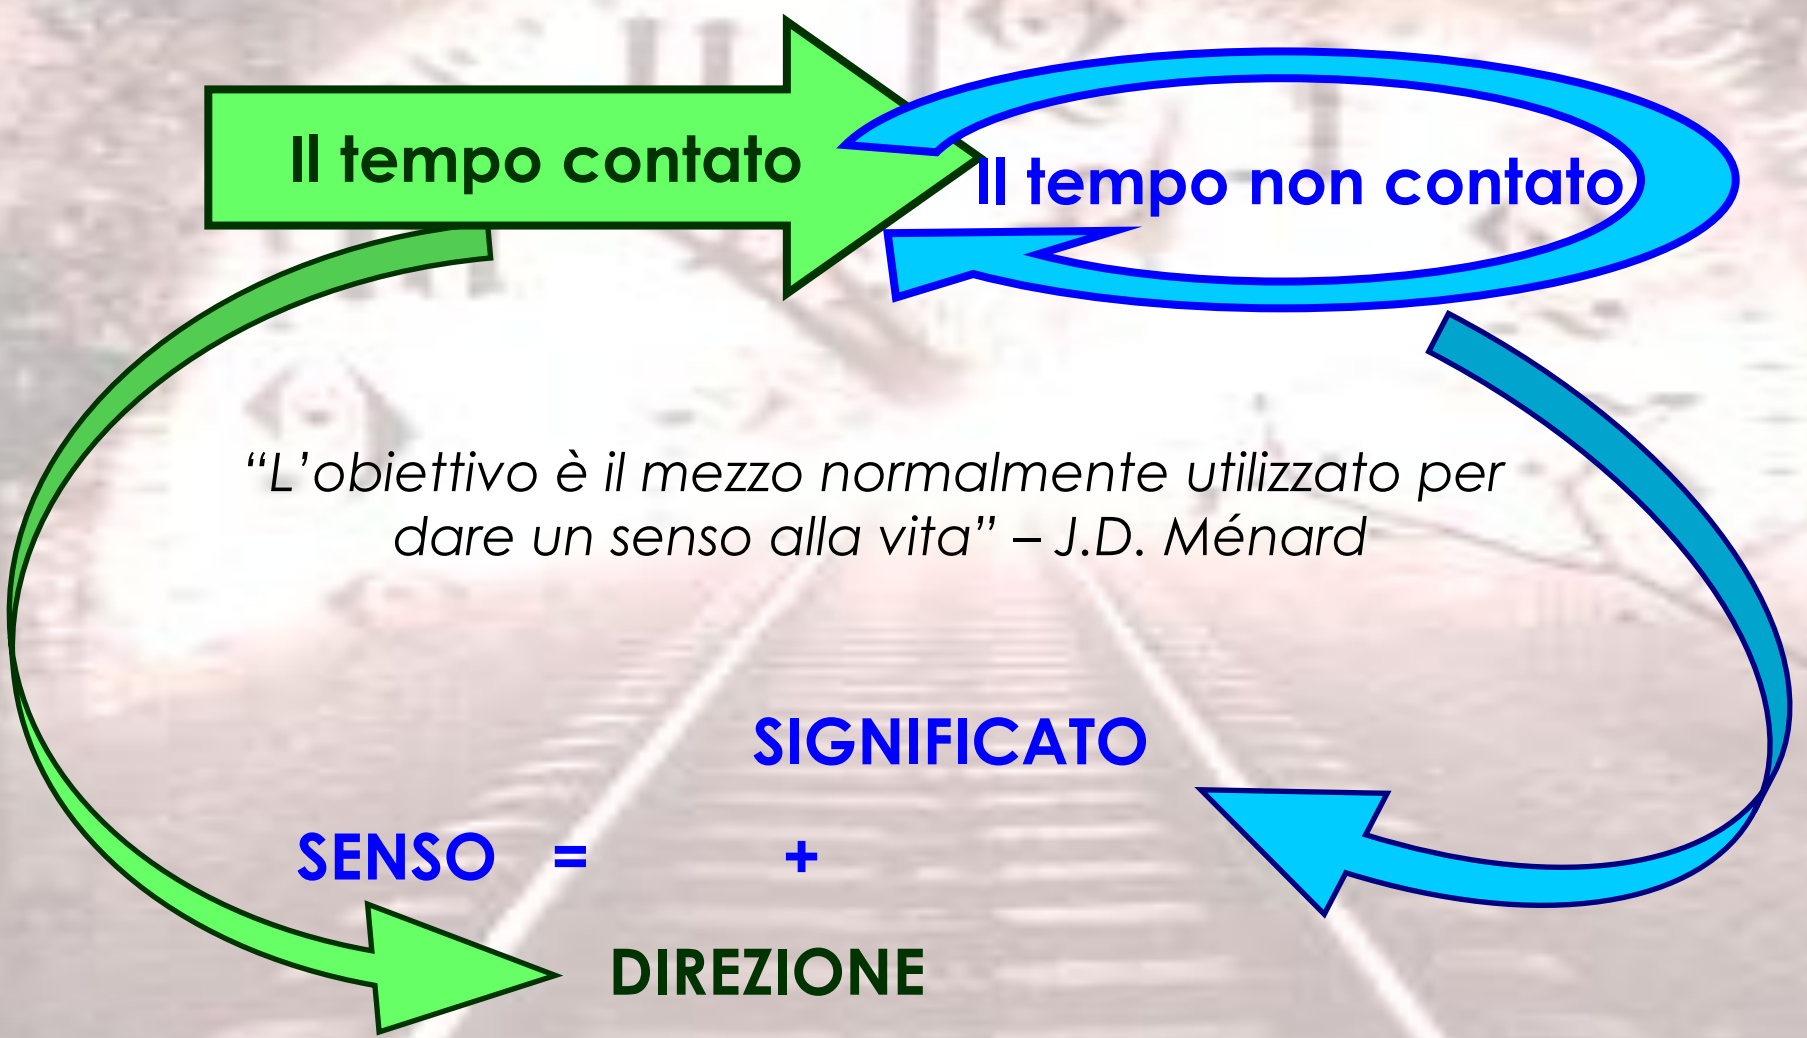 Il tempo contato
Il tempo non contato
“L’obiettivo è il mezzo normalmente utilizzato per
dare un senso alla vita” – J.D. Ménard
SIGNIFICATO
SENSO = +
DIREZIONE